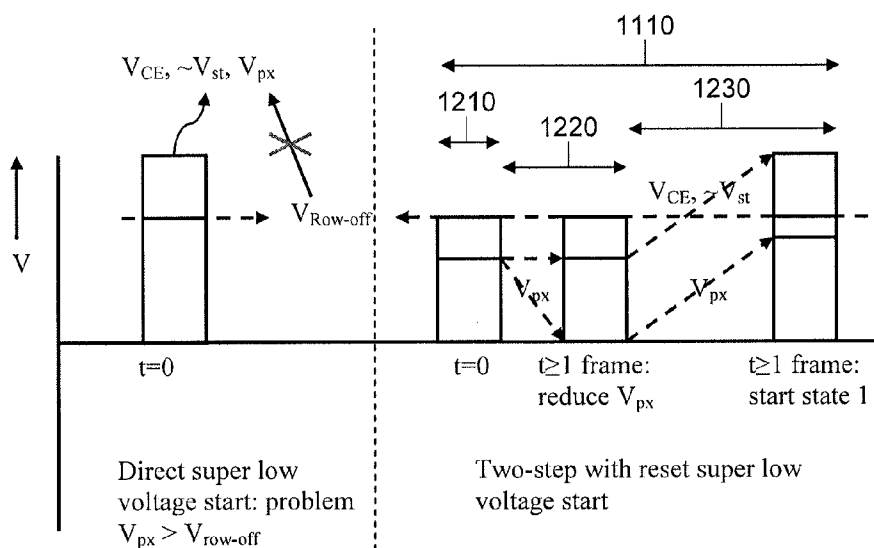 1110
V_CE, ~V_st, V_px
1210
1230
1220
V_CE, ~V_st
V_Row-off
V
V_px
V_px
t=0
t=0
t≥1 frame:
reduce V_px
t≥1 frame:
start state 1
Direct super low
voltage start: problem
V_px > V_row-off
Two-step with reset super low
voltage start